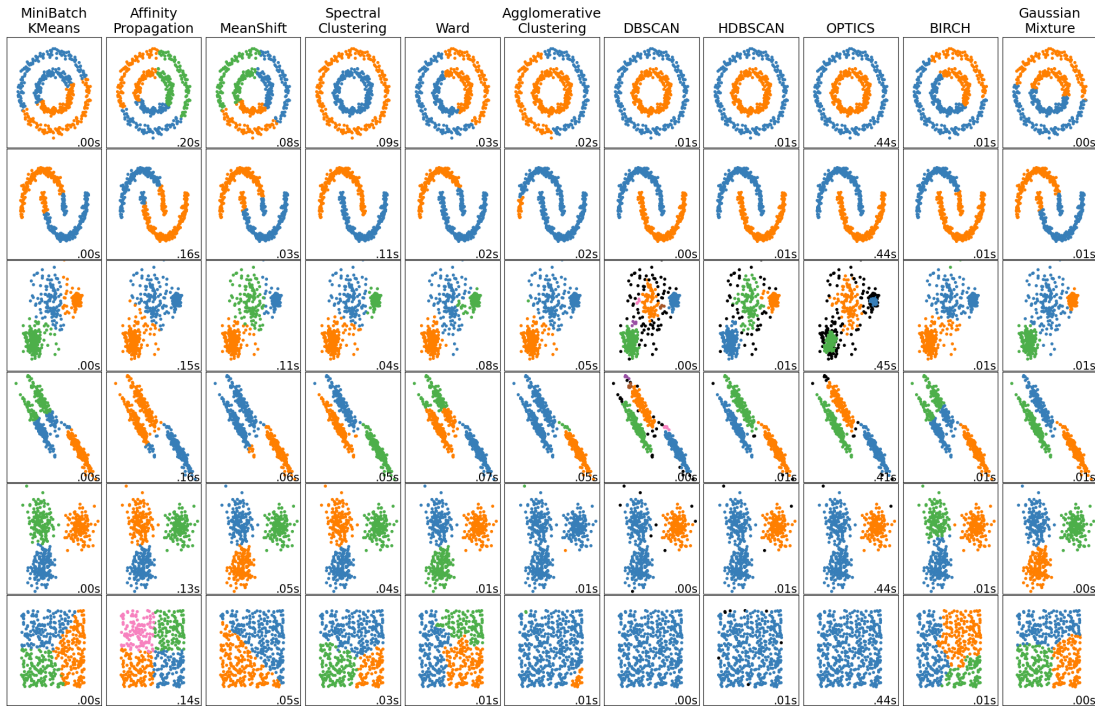 MiniBatch
KMeans
Affinity
Propagation
MeanShift
Spectral
Clustering
Ward
Agglomerative
Clustering
DBSCAN
HDBSCAN
OPTICS
BIRCH
Gaussian
Mixture
.00s .20s .08s .09s .03s .02s .01s .01s .44s .01s .00s
.00s .16s .03s .11s .02s .02s .00s .01s .44s .01s .01s
.00s .15s .11s .04s .08s .05s .00s .01s .45s .01s .01s
.00s .16s .06s .05s .07s .05s .00s .01s .41s .01s .01s
.00s .13s .05s .04s .01s .01s .00s .01s .44s .01s .00s
.00s .14s .05s .03s .01s .01s .00s .01s .44s .01s .00s